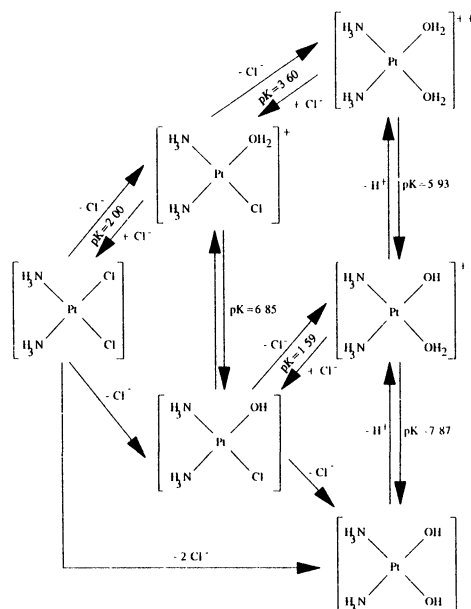 ++
H3N OH2
Pt
H3N OH2
- Cl-
pK=3 60
+ Cl-
+
H3N OH2
Pt
H3N Cl
- Cl-
pK=2 00
+ Cl-
- H+ pK=5 93
H3N Cl
Pt
H3N Cl
pK=6 85
+
H3N OH
Pt
H3N OH2
- Cl-
pK=1 59
+ Cl-
- Cl-
H3N OH
Pt
H3N Cl
- H+ pK -7 87
- Cl-
- 2 Cl-
H3N OH
Pt
H3N OH